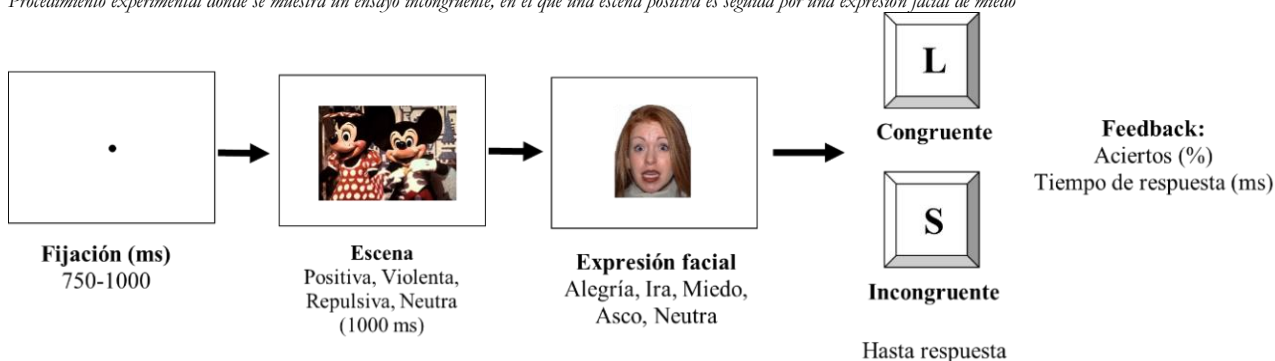 Procedimiento experimental donde se muestra un ensayo incongruente, en el que una escena positiva es seguida por una expresión facial de miedo
Fijación (ms)
750-1000
Escena
Positiva, Violenta,
Repulsiva, Neutra
(1000 ms)
Expresión facial
Alegría, Ira, Miedo,
Asco, Neutra
L
Congruente
S
Incongruente
Hasta respuesta
Feedback:
Aciertos (%)
Tiempo de respuesta (ms)